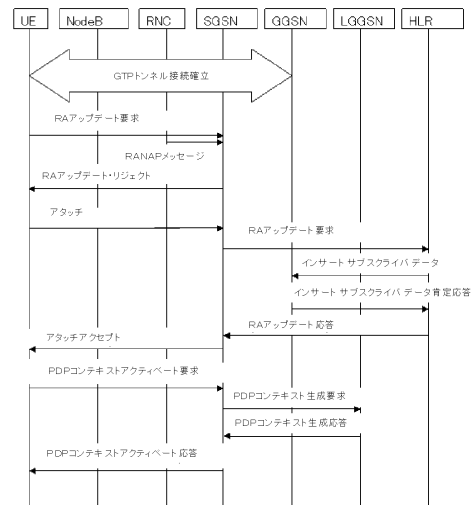 UE NodeB RNC SGSN GGSN LGGSN HLR
GTPトンネル接続確立
RAアップデート要求
RANAPメッセージ
RAアップデート・リジェクト
アタッチ
RAアップデート要求
インサート サブスクライバ データ
インサート サブスクライバ データ肯定応答
RAアップデート応答
アタッチアクセプト
PDPコンテキストアクティベート要求
PDPコンテキスト生成要求
PDPコンテキスト生成応答
PDPコンテキストアクティベート応答